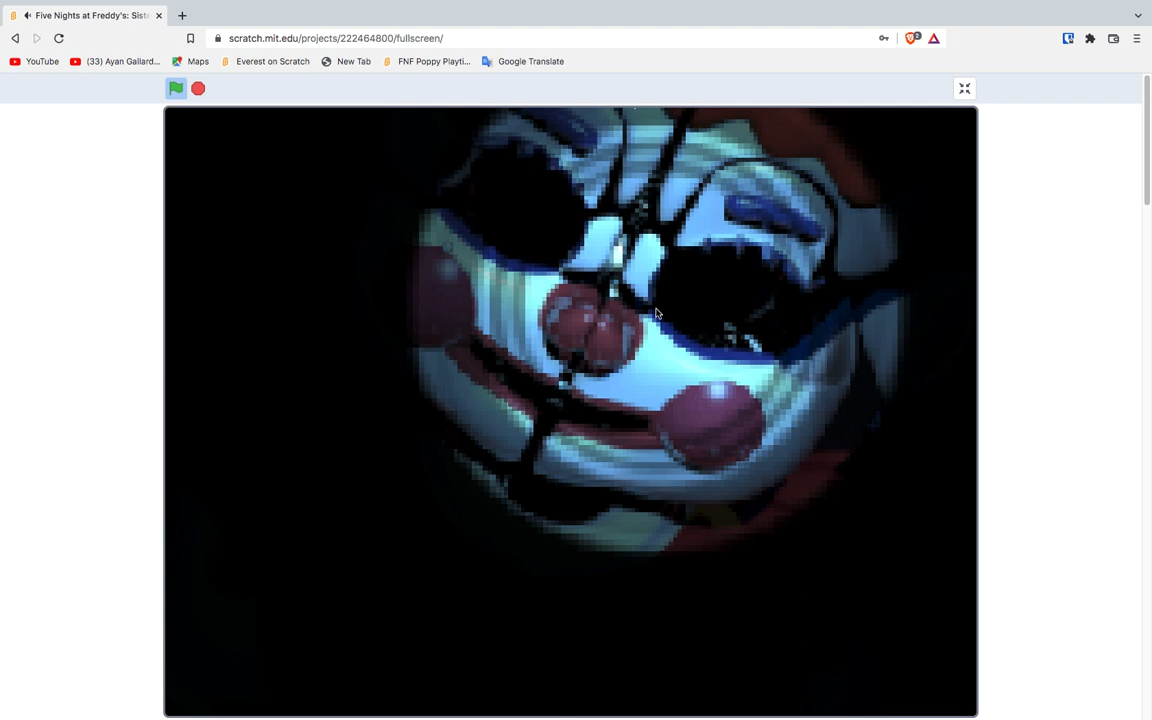 Five Nights at Freddy's: Sist
scratch.mit.edu/projects/222464800/fullscreen/
2
YouTube
(33) Ayan Gallard...
Maps
Everest on Scratch
New Tab
FNF Poppy Playti...
Google Translate